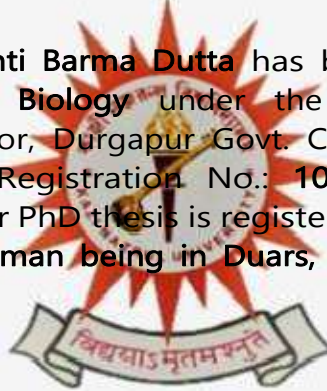 nti Barma Dutta has b
Biology under the
or, Durgapur Govt. C
Registration No.: 10
r PhD thesis is registe
man being in Duars,
विद्ययाऽमृतमश्नुते